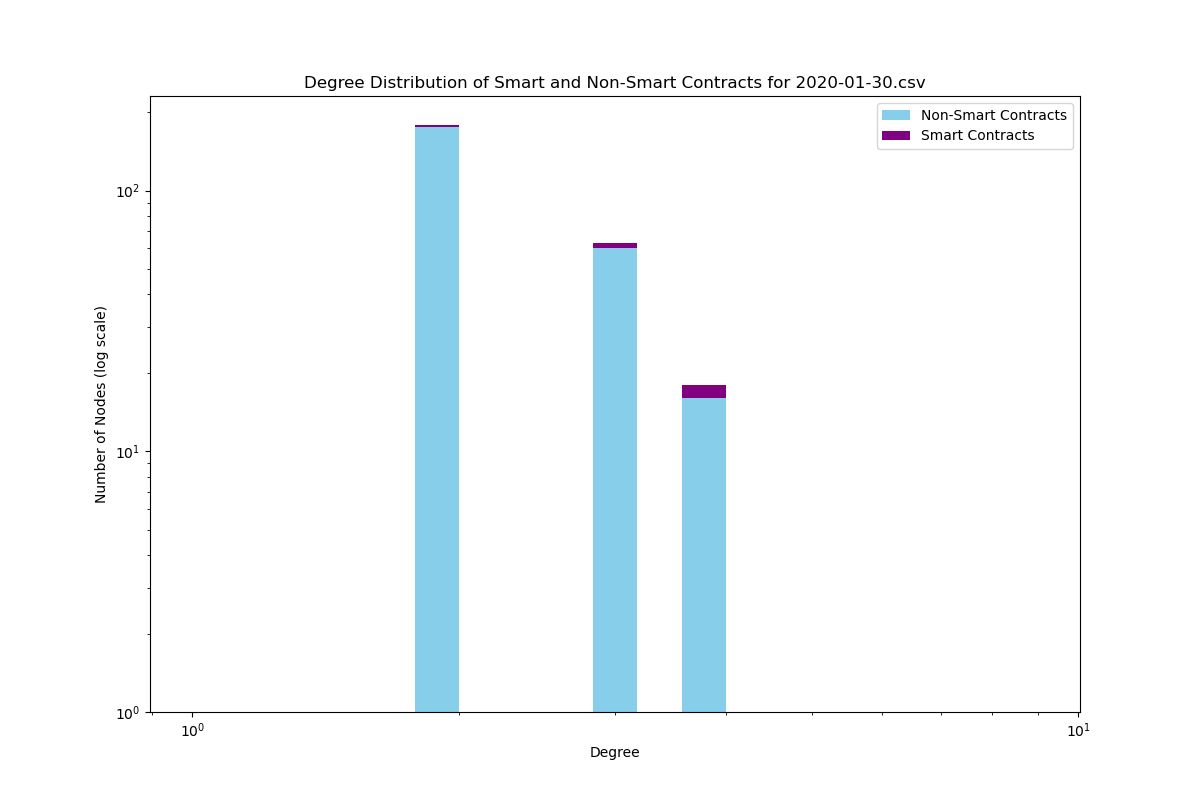 Degree Distribution of Smart and Non-Smart Contracts for 2020-01-30.csv
Non-Smart Contracts
Smart Contracts
Number of Nodes (log scale)
10²
10¹
10⁰
10⁰ 10¹
Degree